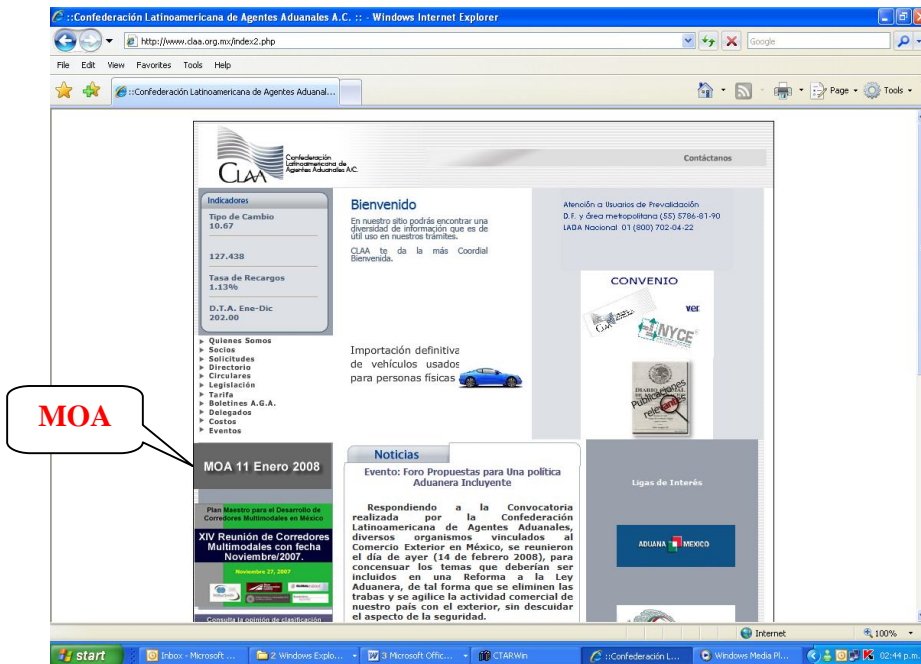 ::Confederación Latinoamericana de Agentes Aduanales A.C. :: - Windows Internet Explorer
http://www.claa.org.mx/index2.php
Google
File Edit View Favorites Tools Help
::Confederación Latinoamericana de Agentes Aduanal...
Page Tools
CLAA
Confederación
Latinoamericana de
Agentes Aduanales A.C.
Contáctanos
Indicadores
Tipo de Cambio
10.67
127.438
Tasa de Recargos
1.13%
D.T.A. Ene-Dic
202.00
Bienvenido
En nuestro sitio podrás encontrar una
diversidad de información que es de
útil uso en nuestros trámites.
CLAA te da la más Coordial
Bienvenida.
Atención a Usuarios de Prevalidación
D.F. y área metropolitana (55) 5786-81-90
LADA Nacional 01 (800) 702-04-22
CONVENIO
ver
NYCE
Quienes Somos
Socios
Solicitudes
Directorio
Circulares
Legislación
Tarifa
Boletines A.G.A.
Delegados
Costos
Eventos
Importación definitiva
de vehículos usados
para personas físicas
DIARIO OFICIAL
Publicaciones
relevantes
MOA
MOA 11 Enero 2008
Plan Maestro para el Desarrollo de
Corredores Multimodales en México
XIV Reunión de Corredores
Multimodales con fecha
Noviembre/2007.
Noviembre 27, 2007
Consulta la opinión de clasificación
Noticias
Evento: Foro Propuestas para Una política
Aduanera Incluyente
Respondiendo a la Convocatoria
realizada por la Confederación
Latinoamericana de Agentes Aduanales,
diversos organismos vinculados al
Comercio Exterior en México, se reunieron
el día de ayer (14 de febrero 2008), para
concensuar los temas que deberían ser
incluidos en una Reforma a la Ley
Aduanera, de tal forma que se eliminen las
trabas y se agilice la actividad comercial de
nuestro país con el exterior, sin descuidar
el aspecto de la seguridad.
Ligas de Interés
ADUANA MEXICO
Internet 100%
start
Inbox - Microsoft ...
2 Windows Explo...
3 Microsoft Offic...
CTARWin
::Confederación L...
Windows Media Pl...
02:44 p.m.